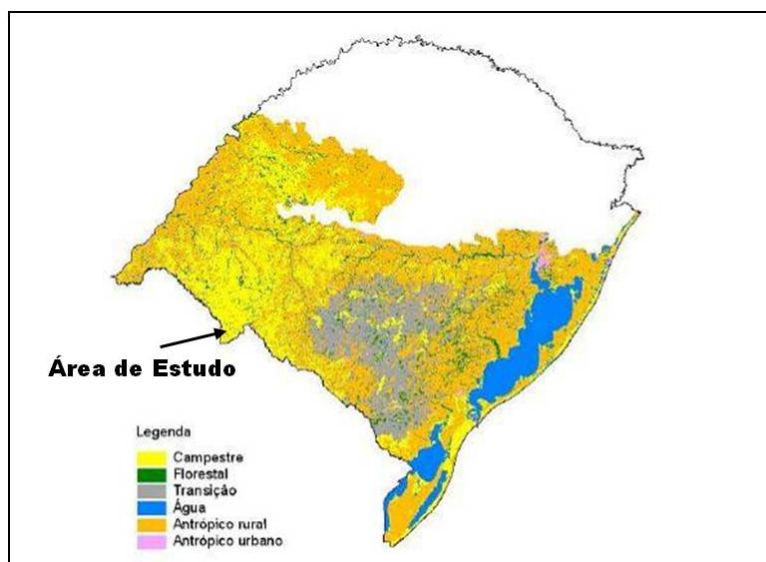 Área de Estudo
Legenda
Campestre
Florestal
Transição
Água
Antrópico rural
Antrópico urbano